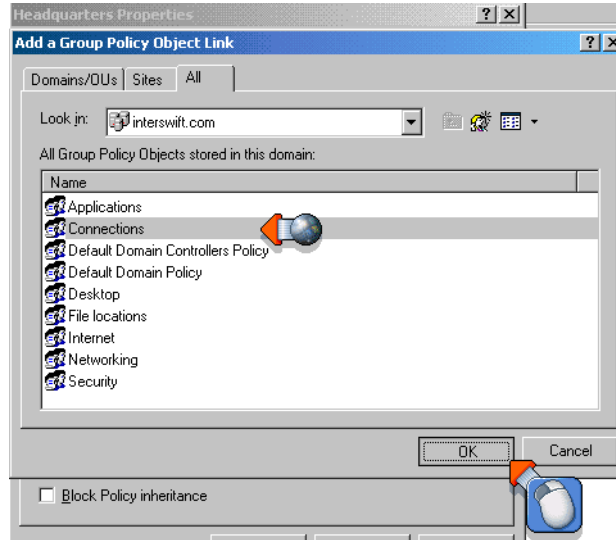 Headquarters Properties
Add a Group Policy Object Link
Domains/OUs Sites All
Look in: interswift.com
All Group Policy Objects stored in this domain:
Name
Applications
Connections
Default Domain Controllers Policy
Default Domain Policy
Desktop
File locations
Internet
Networking
Security
OK Cancel
Block Policy inheritance